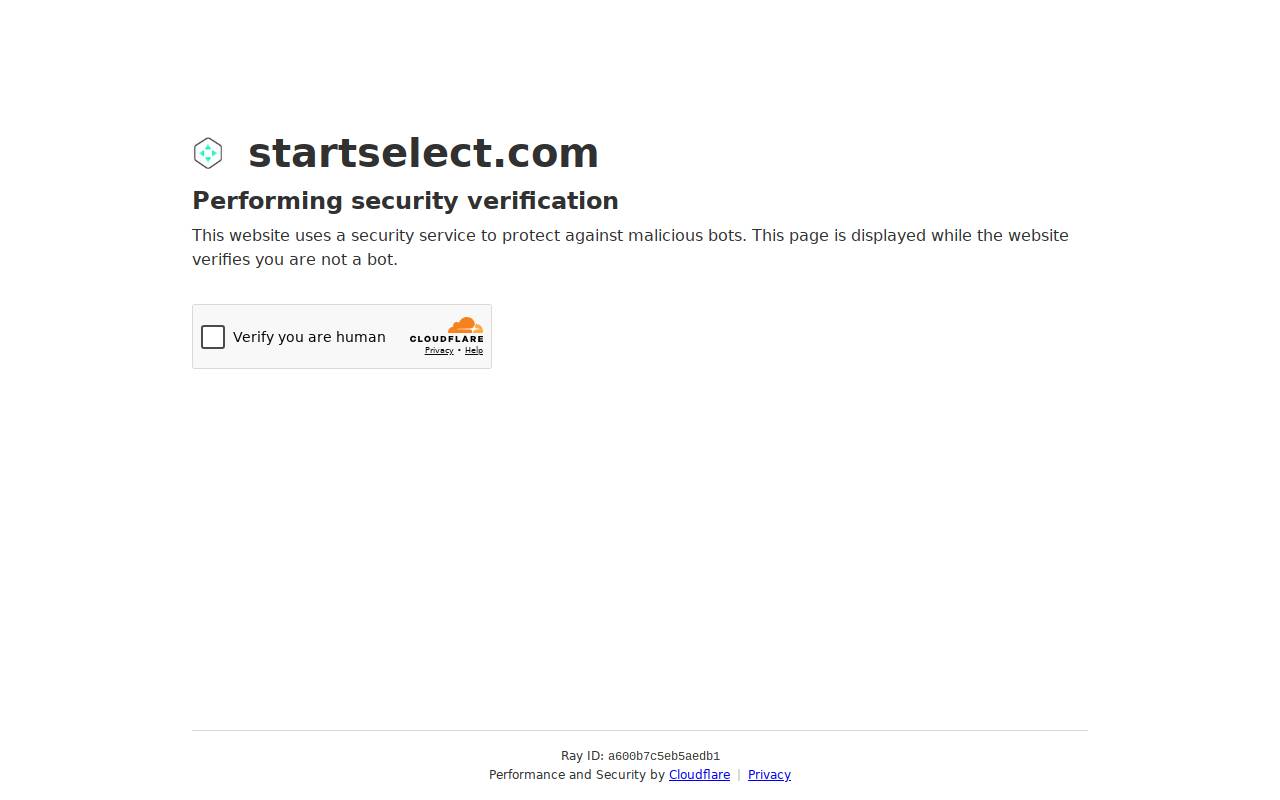 startselect.com
Performing security verification
This website uses a security service to protect against malicious bots. This page is displayed while the website
verifies you are not a bot.
Verify you are human
CLOUDFLARE
Privacy • Help
Ray ID: a600b7c5eb5aedb1
Performance and Security by Cloudflare | Privacy